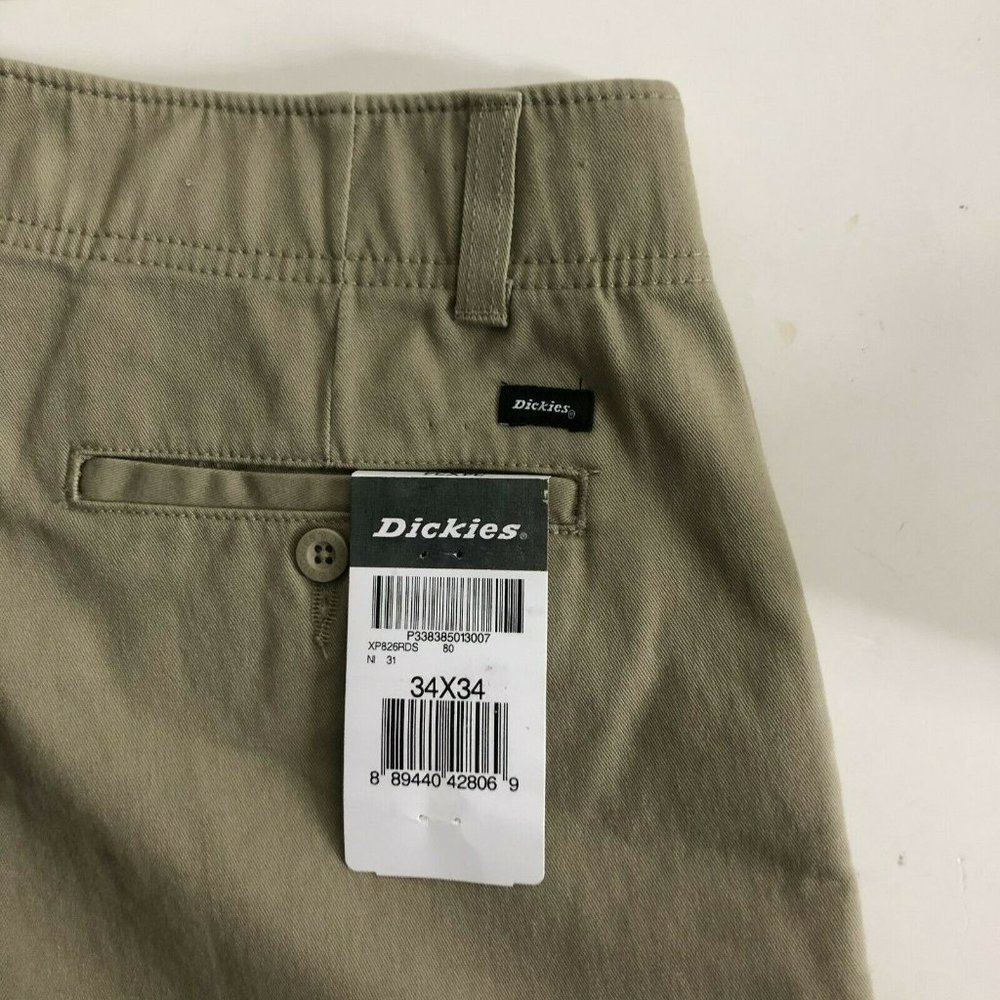 Dickies®
Dickies®
P338385013007
XP826RDS 80
NI 31
34X34
8 89440 42806 9